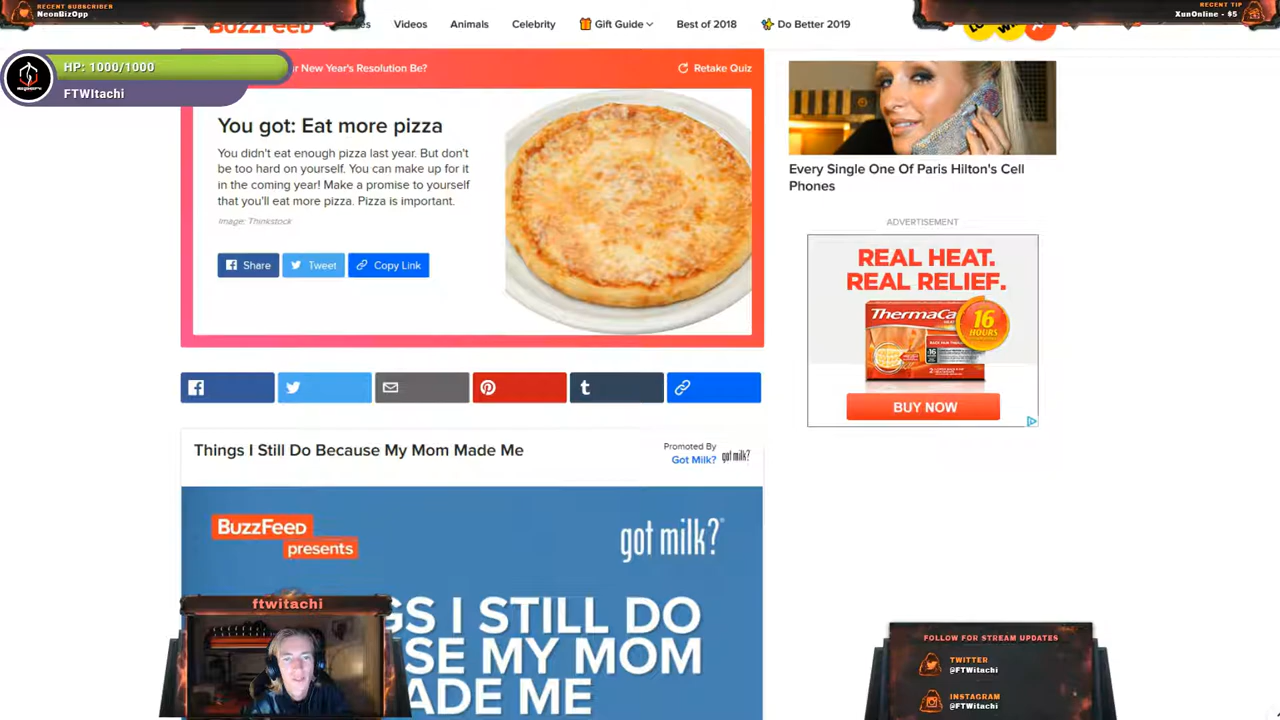 RECENT SUBSCRIBER
NeonBizOpp
RECENT TIP
XunOnline - $5
BuzzFeed
Videos
Animals
Celebrity
Gift Guide
Best of 2018
Do Better 2019
HP: 1000/1000
FTWItachi
r New Year's Resolution Be?
Retake Quiz
You got: Eat more pizza
You didn't eat enough pizza last year. But don't
be too hard on yourself. You can make up for it
in the coming year! Make a promise to yourself
that you'll eat more pizza. Pizza is important.
Image: Thinkstock
Share
Tweet
Copy Link
Every Single One Of Paris Hilton's Cell
Phones
ADVERTISEMENT
REAL HEAT.
REAL RELIEF.
ThermaCa
16
HOURS
BUY NOW
Things I Still Do Because My Mom Made Me
Promoted By
Got Milk?
got milk?
BuzzFeed
presents
got milk?
GS I STILL DO
SE MY MOM
ADE ME
ftwitachi
FOLLOW FOR STREAM UPDATES
TWITTER
@FTWitachi
INSTAGRAM
@FTWitachi